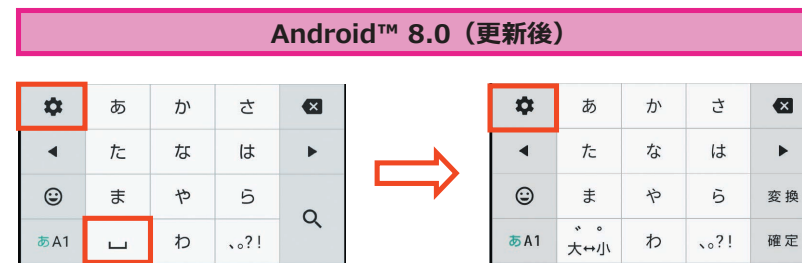 Android™ 8.0（更新後）
あ か さ
た な は
ま や ら
あA1 わ 、。?!
あ か さ
た な は
ま や ら 変換
あA1 ゛゜大↔小 わ 、。?! 確定